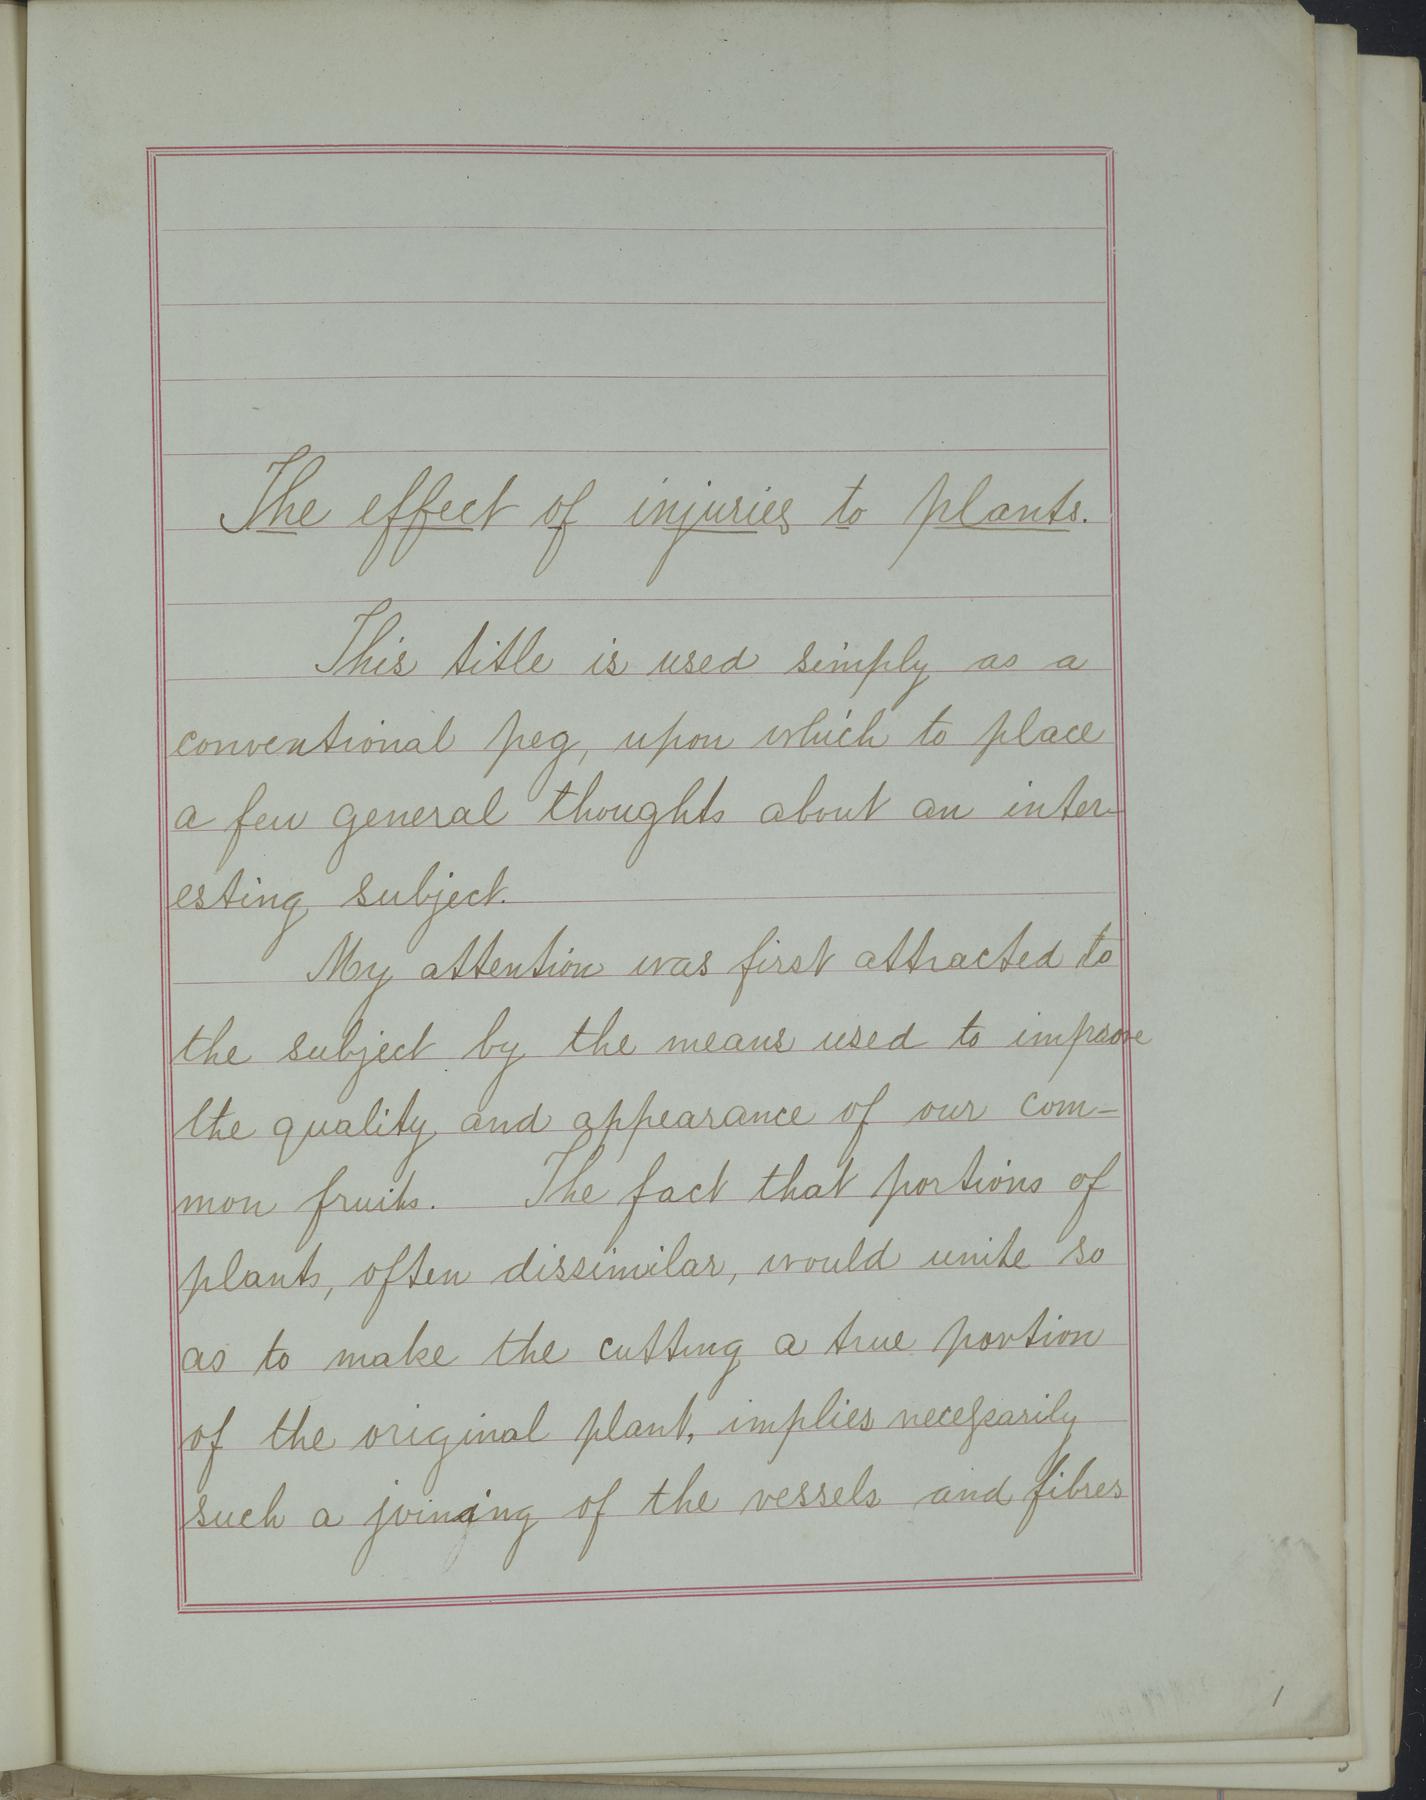 The effect of injuries to plants.
This title is used simply as a
conventional peg, upon which to place
a few general thoughts about an inter-
esting subject.
My attention was first attracted to
the subject by the means used to improve
the quality and appearance of our com-
mon fruits. The fact that portions of
plants, often dissimilar, would unite so
as to make the cutting a true portion
of the original plant, implies necessarily
such a joining of the vessels and fibres
1